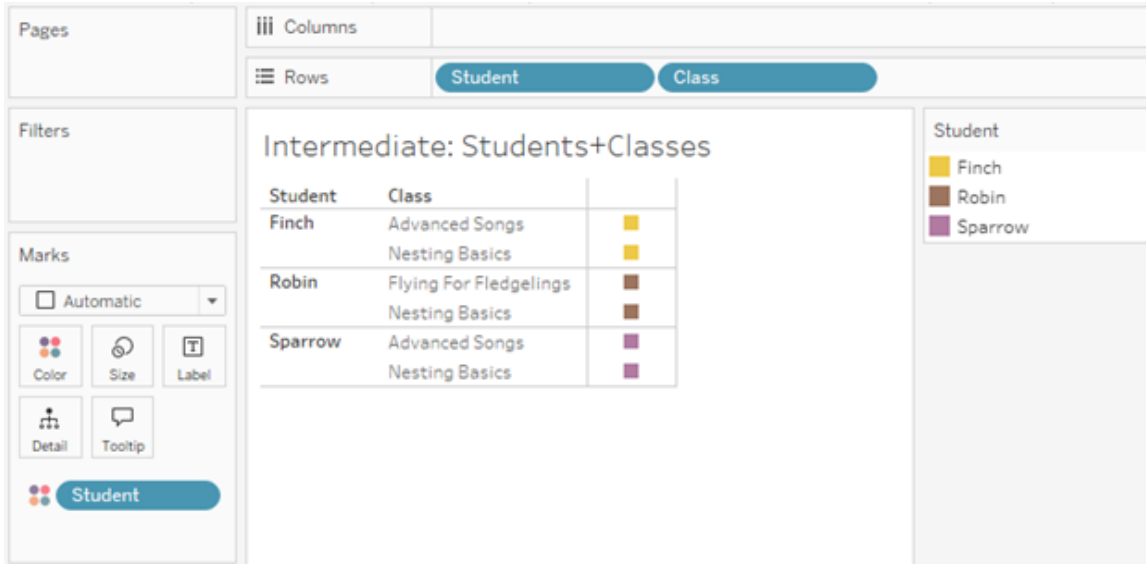 Pages
Columns
Rows Student Class
Filters
Intermediate: Students+Classes
Student Class
Finch Advanced Songs
Nesting Basics
Robin Flying For Fledgelings
Nesting Basics
Sparrow Advanced Songs
Nesting Basics
Marks
Automatic
Color Size T Label
Detail Tooltip
Student
Student
Finch
Robin
Sparrow